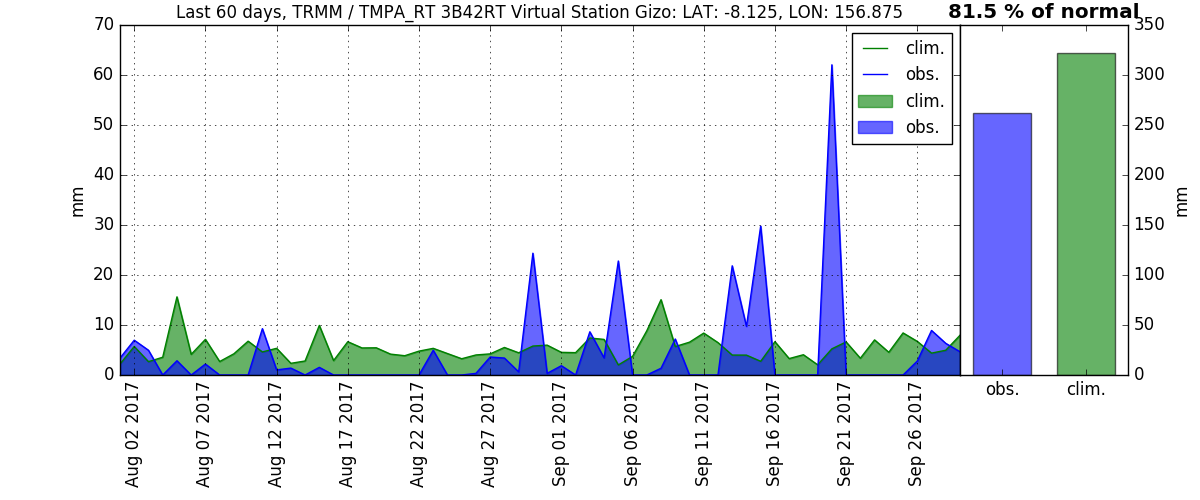 Last 60 days, TRMM / TMPA_RT 3B42RT Virtual Station Gizo: LAT: -8.125, LON: 156.875
81.5 % of normal
70
60
50
40
30
20
10
0
mm
clim.
obs.
clim.
obs.
350
300
250
200
150
100
50
0
mm
Aug 02 2017
Aug 07 2017
Aug 12 2017
Aug 17 2017
Aug 22 2017
Aug 27 2017
Sep 01 2017
Sep 06 2017
Sep 11 2017
Sep 16 2017
Sep 21 2017
Sep 26 2017
obs.
clim.